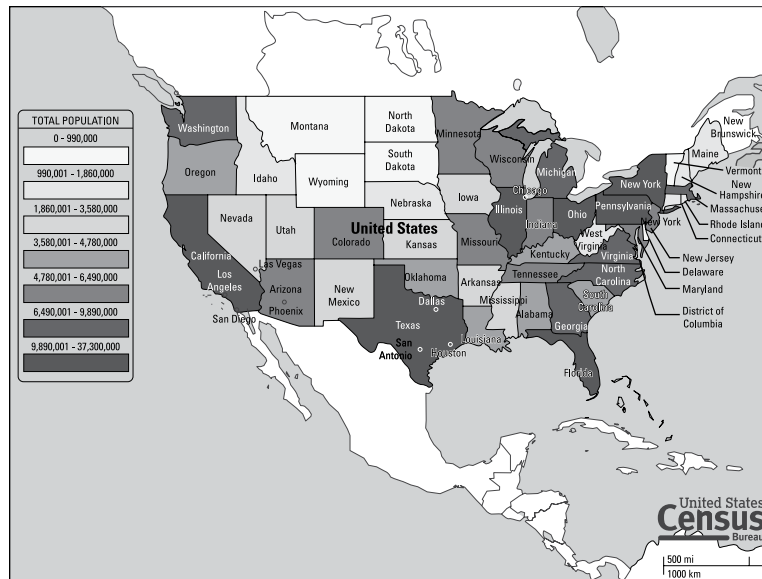 TOTAL POPULATION
0 - 990,000
990,001 - 1,860,000
1,860,001 - 3,580,000
3,580,001 - 4,780,000
4,780,001 - 6,490,000
6,490,001 - 9,890,000
9,890,001 - 37,300,000
Washington
Oregon
California
Los
Angeles
San Diego
Nevada
Las Vegas
Idaho
Montana
Wyoming
Utah
Arizona
Phoenix
Colorado
New
Mexico
North
Dakota
South
Dakota
Nebraska
United States
Kansas
Oklahoma
Dallas
Texas
San
Antonio
Houston
Minnesota
Iowa
Missouri
Arkansas
Louisiana
Wisconsin
Chicago
Illinois
Michigan
Indiana
Ohio
Kentucky
Tennessee
Mississippi
Alabama
Georgia
Florida
South
Carolina
North
Carolina
Virginia
West
Virginia
Pennsylvania
New York
New York
Maine
New
Brunswick
Vermont
New
Hampshire
Massachuse
Rhode Island
Connecticut
New Jersey
Delaware
Maryland
District of
Columbia
United States
Census
Bureau
500 mi
1000 km